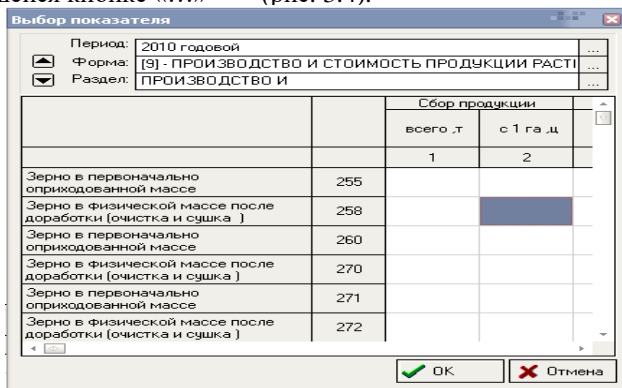 (рис. 3.4).
Выбор показателя
Период: 2010 годовой ...
Форма: [9] - ПРОИЗВОДСТВО И СТОИМОСТЬ ПРОДУКЦИИ РАСТ ...
Раздел: ПРОИЗВОДСТВО И ...
Сбор продукции
всего ,т с 1 га ,ц
1 2
Зерно в первоначально
оприходованной массе 255
Зерно в физической массе после
доработки (очистка и сушка ) 258
Зерно в первоначально
оприходованной массе 260
Зерно в физической массе после
доработки (очистка и сушка ) 270
Зерно в первоначально
оприходованной массе 271
Зерно в физической массе после
доработки (очистка и сушка ) 272
OK Отмена